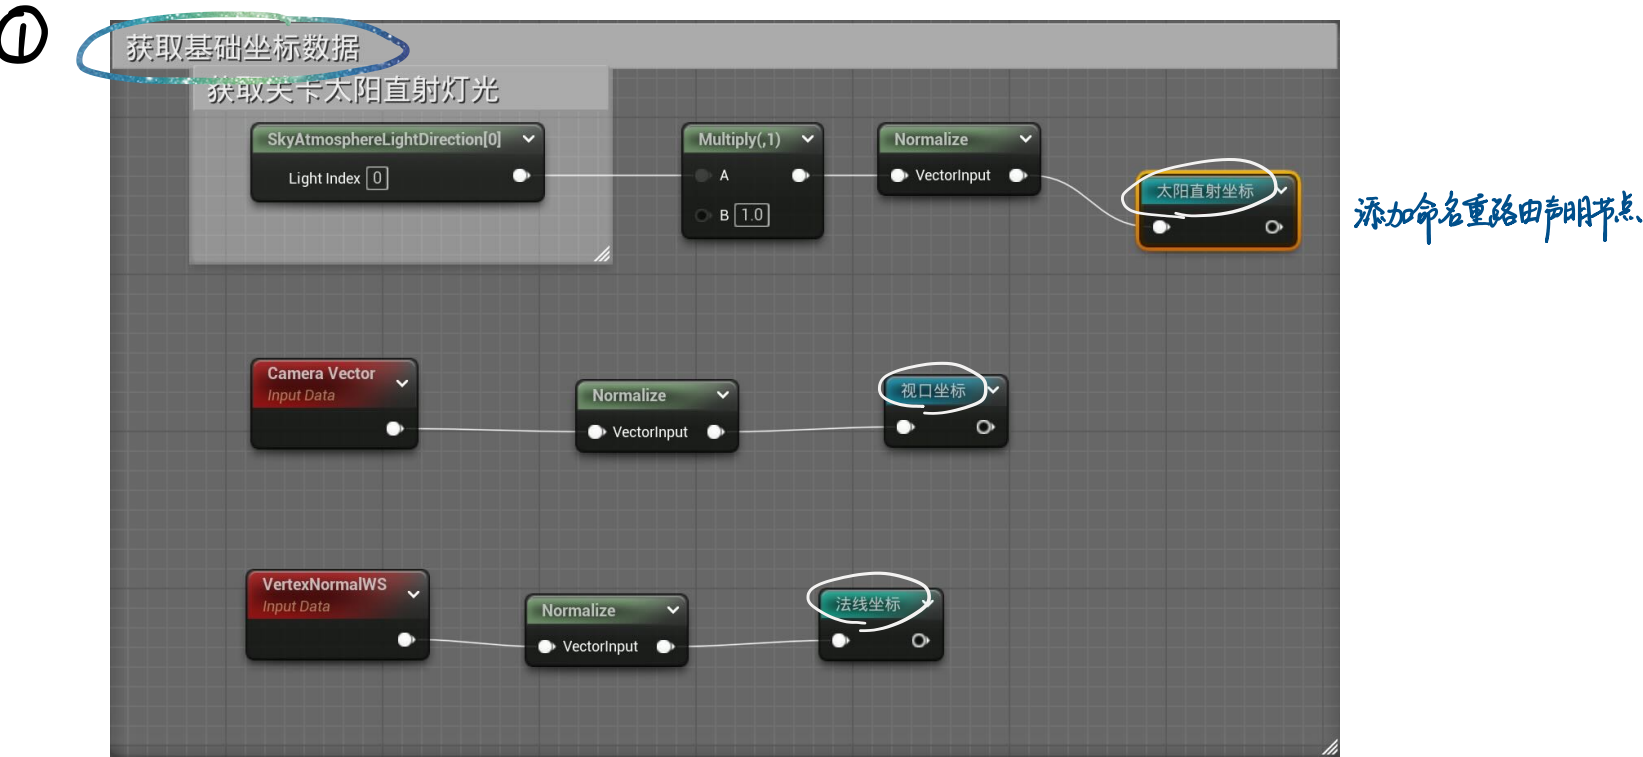 ①
获取基础坐标数据
获取关卡太阳直射灯光
SkyAtmosphereLightDirection[0]
Light Index 0
Multiply(,1)
A
B 1.0
Normalize
VectorInput
太阳直射坐标
添加命名重路由声明节点
Camera Vector
Input Data
Normalize
VectorInput
视口坐标
VertexNormalWS
Input Data
Normalize
VectorInput
法线坐标